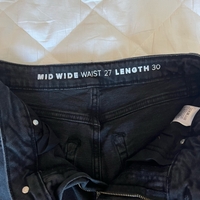 MID WIDE WAIST 27 LENGTH 30